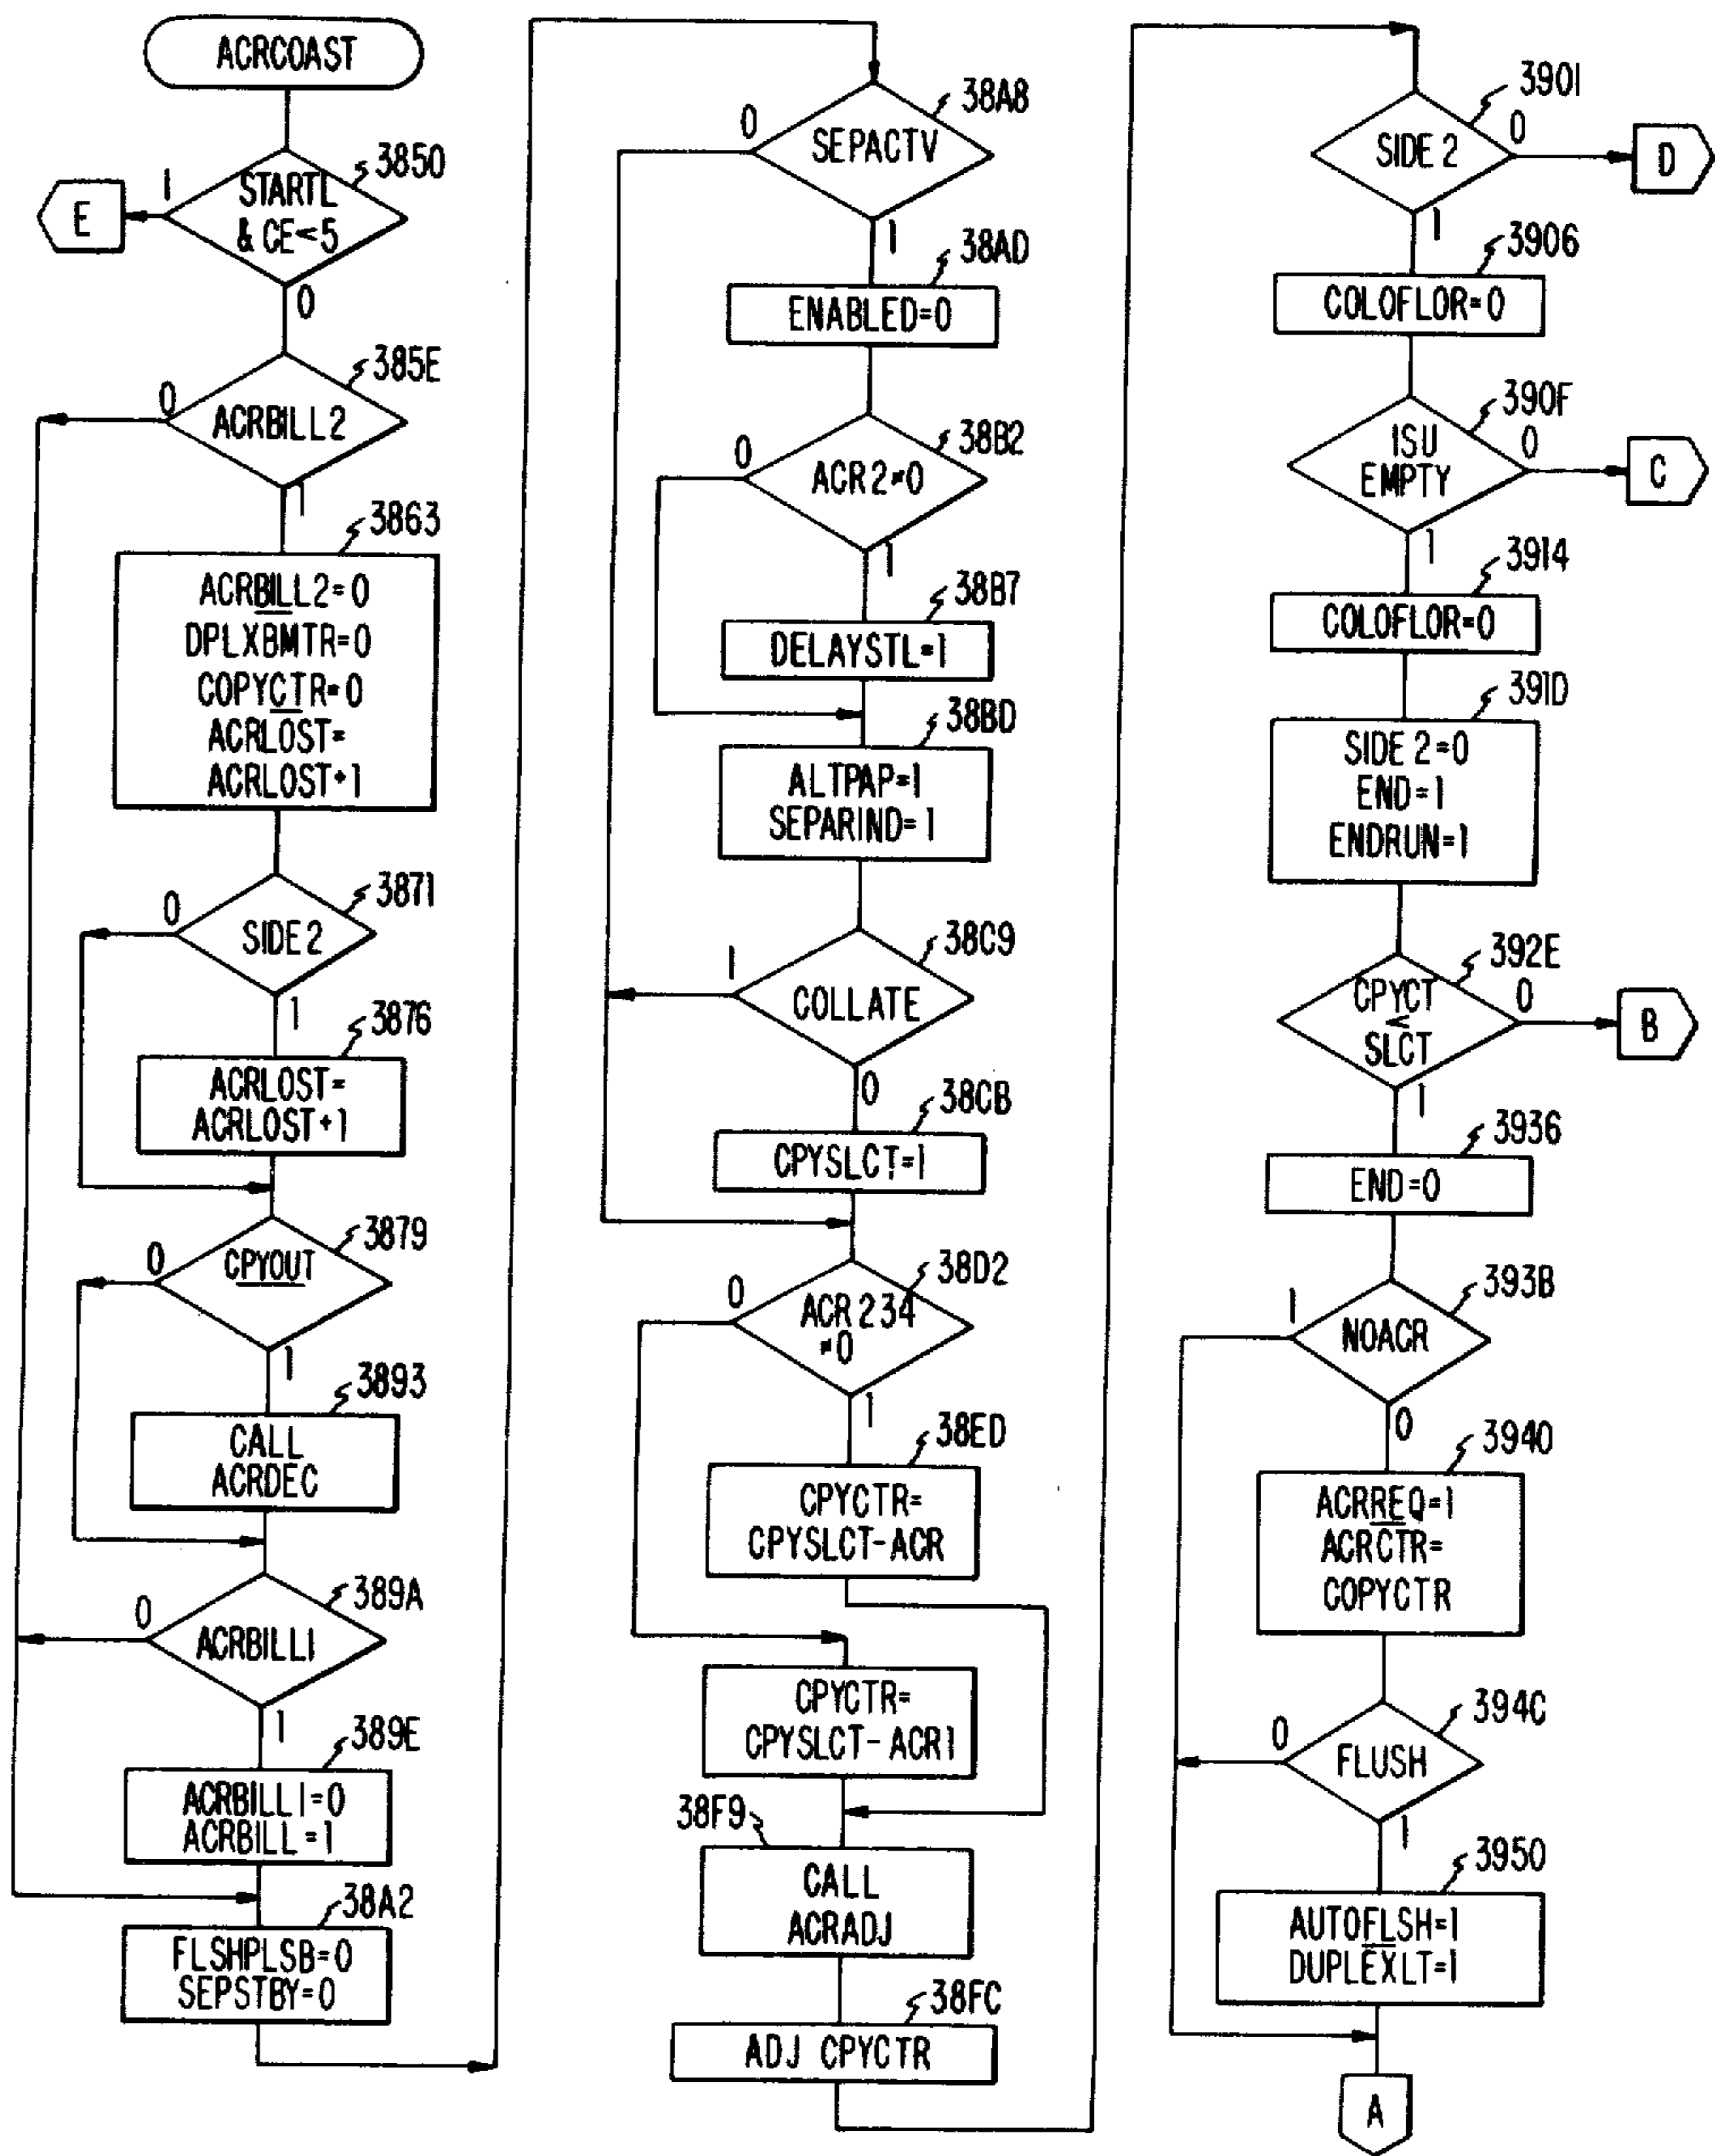 ACRCOAST
3850
1
STARTL
& CE<5
E
0
385E
0
ACRBILL2
1
3863
ACRBILL2=0
DPLXBMTR=0
COPYCTR=0
ACRLOST=
ACRLOST+1
3871
0
SIDE 2
1
3876
ACRLOST=
ACRLOST+1
3879
0
CPYOUT
1
3893
CALL
ACRDEC
389A
0
ACRBILL1
1
389E
ACRBILL1=0
ACRBILL=1
38A2
FLSHPLSB=0
SEPSTBY=0
38A8
0
SEPACTV
1
38AD
ENABLED=0
38B2
0
ACR2≠0
1
38B7
DELAYSTL=1
38BD
ALTPAP=1
SEPARIND=1
38C9
1
COLLATE
0
38CB
CPYSLCT=1
38D2
0
ACR234
≠0
1
38ED
CPYCTR=
CPYSLCT-ACR
CPYCTR=
CPYSLCT-ACR1
38F9
CALL
ACRADJ
38FC
ADJ CPYCTR
3901
0
SIDE 2
D
1
3906
COLOFLOR=0
390F
0
ISU
EMPTY
C
1
3914
COLOFLOR=0
391D
SIDE 2=0
END=1
ENDRUN=1
392E
0
CPYCT
<
SLCT
B
1
3936
END=0
393B
1
NOACR
0
3940
ACRREQ=1
ACRCTR=
COPYCTR
394C
0
FLUSH
1
3950
AUTOFLSH=1
DUPLEXLT=1
A